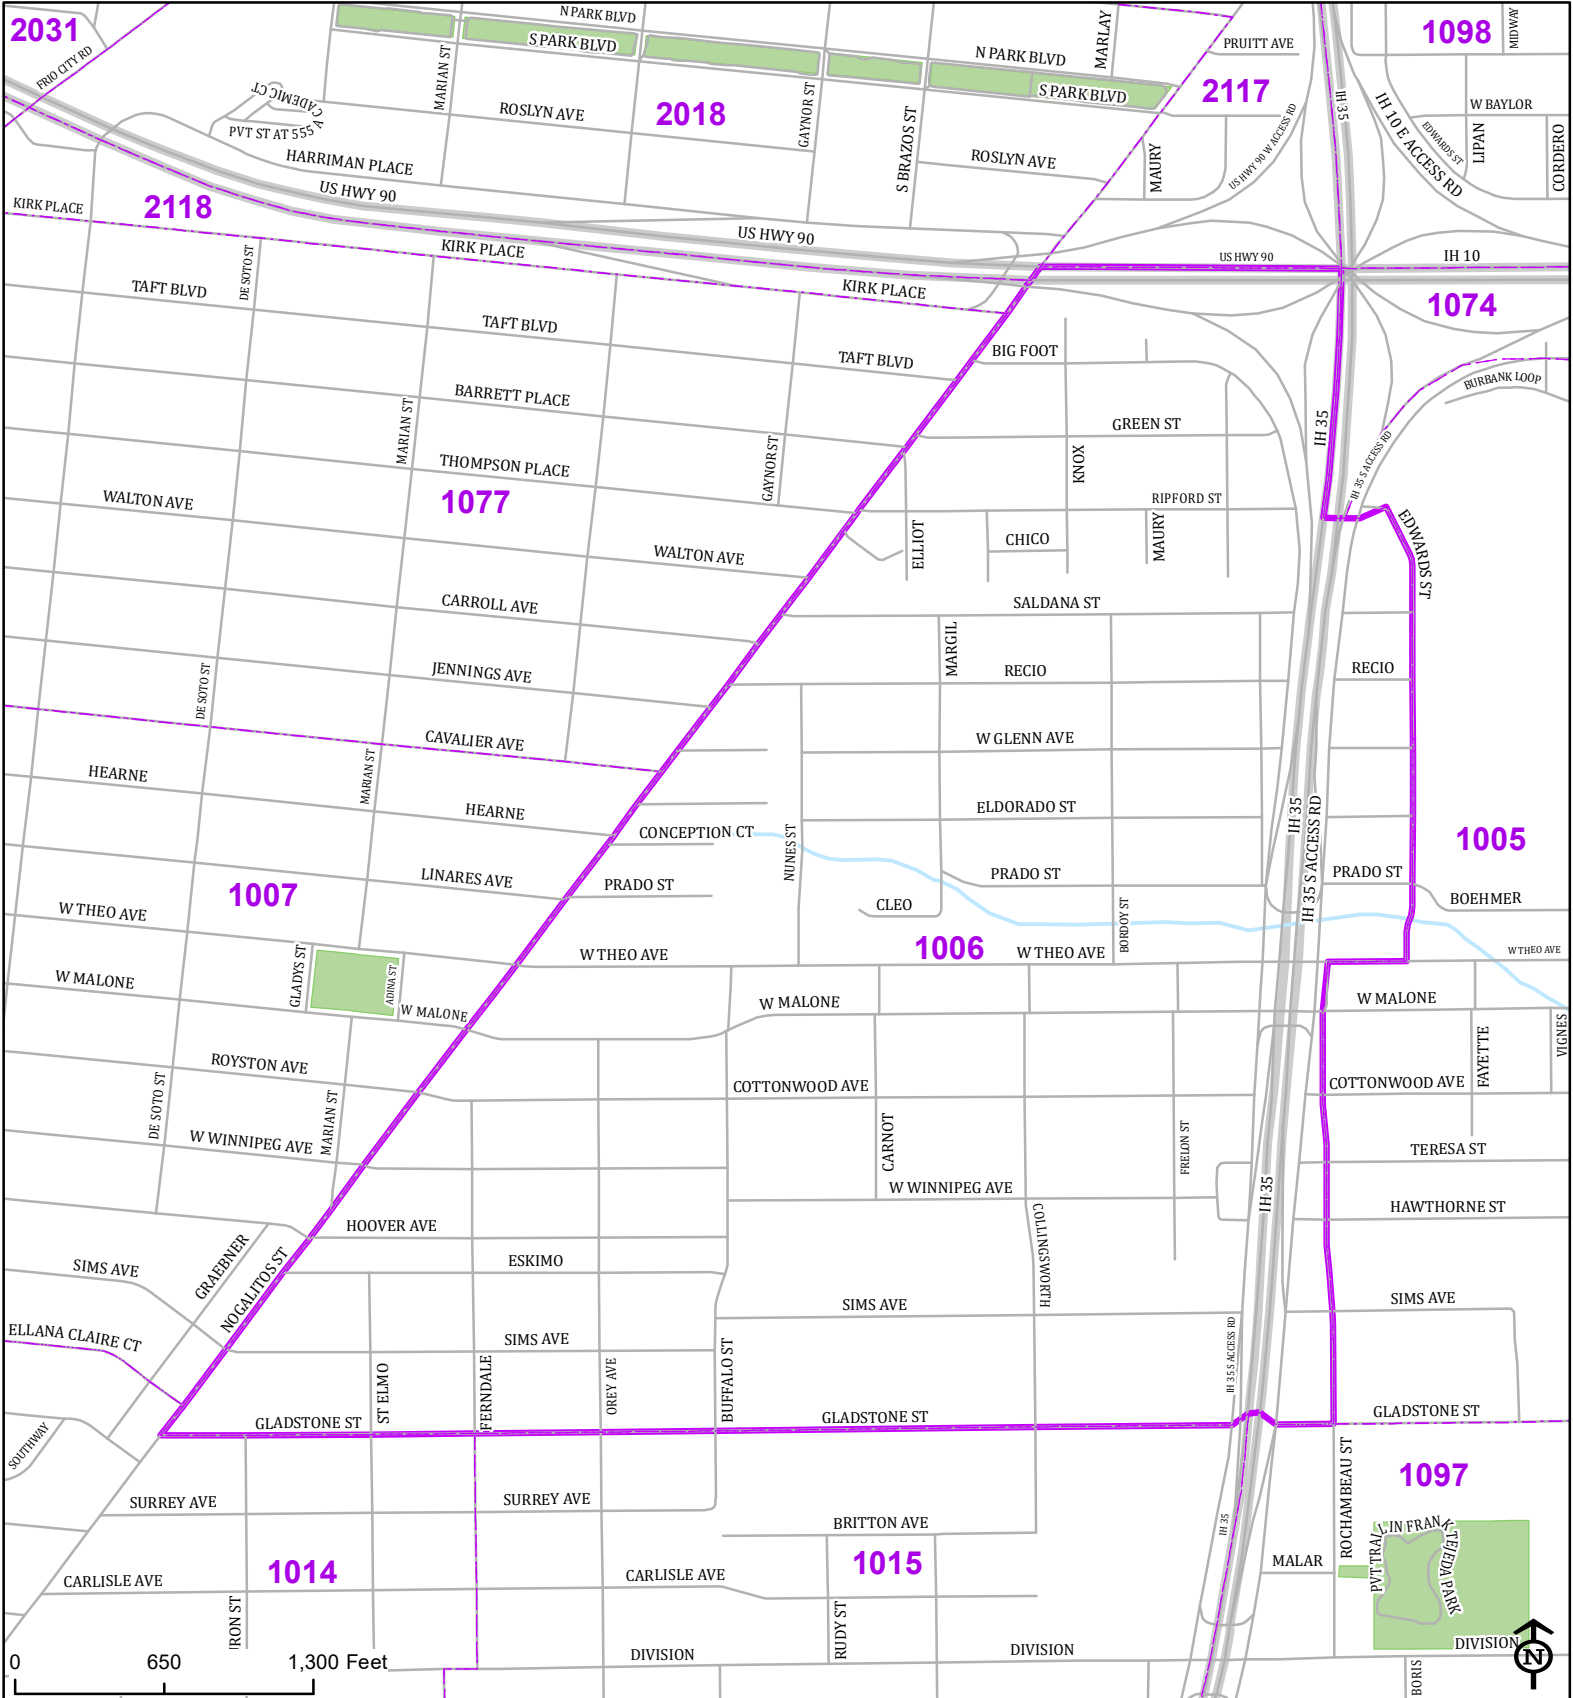 2031
N PARK BLVD
S PARK BLVD
MARIAN ST
N PARK BLVD
S PARK BLVD
MARLAY
PRUITT AVE
1098
MIDWAY
FRIO CITY RD
ACADEMIC CT
PVT ST AT 555
ROSLYN AVE
2018
GAYNOR ST
S BRAZOS ST
ROSLYN AVE
2117
MAURY
US HWY 90 W ACCESS RD
IH 35
IH 10 E ACCESS RD
EDWARDS ST
W BAYLOR
LIPAN
CORDERO
HARRIMAN PLACE
US HWY 90
KIRK PLACE
2118
DE SOTO ST
KIRK PLACE
US HWY 90
US HWY 90
IH 10
KIRK PLACE
1074
TAFT BLVD
TAFT BLVD
TAFT BLVD
BIG FOOT
BURBANK LOOP
BARRETT PLACE
MARIAN ST
GREEN ST
IH 35
IH 35 S ACCESS RD
THOMPSON PLACE
GAYNOR ST
KNOX
WALTON AVE
1077
RIPFORD ST
WALTON AVE
ELLIOT
CHICO
MAURY
EDWARDS ST
CARROLL AVE
SALDANA ST
JENNINGS AVE
MARGIL
RECIO
RECIO
DE SOTO ST
CAVALIER AVE
W GLENN AVE
HEARNE
MARIAN ST
HEARNE
ELDORADO ST
IH 35
IH 35 S ACCESS RD
CONCEPTION CT
NUNES ST
1005
LINARES AVE
PRADO ST
PRADO ST
PRADO ST
1007
CLEO
BOEHMER
W THEO AVE
BORDOY ST
W THEO AVE
1006
W THEO AVE
W THEO AVE
W MALONE
GLADYS ST
ADINA ST
W MALONE
W MALONE
W MALONE
VIGNES
ROYSTON AVE
FAYETTE
COTTONWOOD AVE
COTTONWOOD AVE
DE SOTO ST
MARIAN ST
W WINNIPEG AVE
CARNOT
FRELON ST
TERESA ST
W WINNIPEG AVE
IH 35
HAWTHORNE ST
HOOVER AVE
COLLINGSWORTH
GRAEBNER
NOGALITOS ST
ESKIMO
SIMS AVE
SIMS AVE
SIMS AVE
ELLANA CLAIRE CT
SIMS AVE
IH 35 S ACCESS RD
ST ELMO
FERNDALE
OREY AVE
BUFFALO ST
GLADSTONE ST
GLADSTONE ST
GLADSTONE ST
SOUTHWAY
ROCHAMBEAU ST
1097
SURREY AVE
SURREY AVE
BRITTON AVE
IH 35
PVT TRAIL IN FRANK TEJEDA PARK
1014
1015
MALAR
CARLISLE AVE
CARLISLE AVE
IRON ST
RUDY ST
DIVISION
DIVISION
DIVISION
BORIS
0 650 1,300 Feet
N